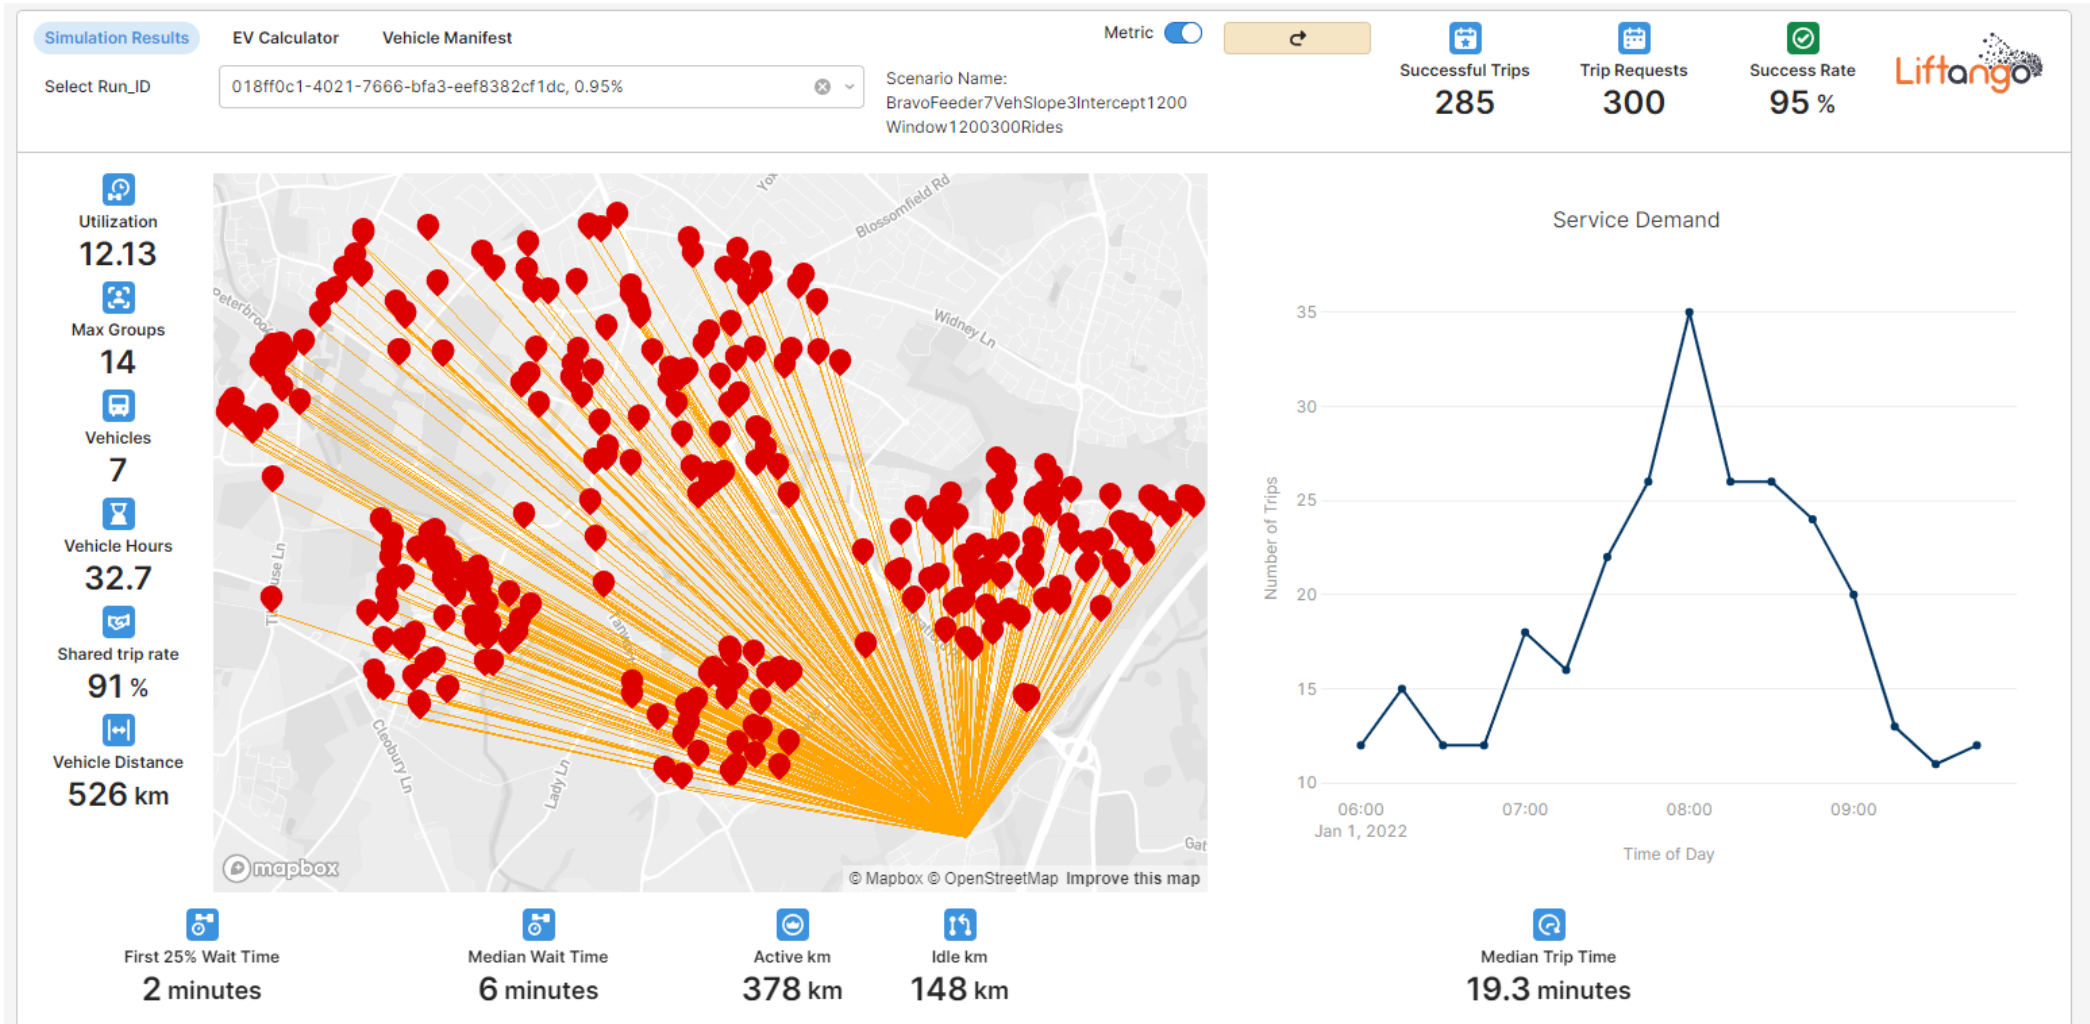 Simulation Results
EV Calculator
Vehicle Manifest
Metric
Select Run_ID
018ff0c1-4021-7666-bfa3-eef8382cf1dc, 0.95%
Scenario Name:
BravoFeeder7VehSlope3Intercept1200
Window1200300Rides
Successful Trips
285
Trip Requests
300
Success Rate
95 %
Liftango
Utilization
12.13
Max Groups
14
Vehicles
7
Vehicle Hours
32.7
Shared trip rate
91 %
Vehicle Distance
526 km
Blossomfield Rd
Yox
Widney Ln
Peterbroo
use Ln
Tanwo
Cleobury Ln
Lady Ln
Gat
mapbox
© Mapbox © OpenStreetMap Improve this map
Service Demand
Number of Trips
35
30
25
20
15
10
06:00
07:00
08:00
09:00
Jan 1, 2022
Time of Day
First 25% Wait Time
2 minutes
Median Wait Time
6 minutes
Active km
378 km
Idle km
148 km
Median Trip Time
19.3 minutes